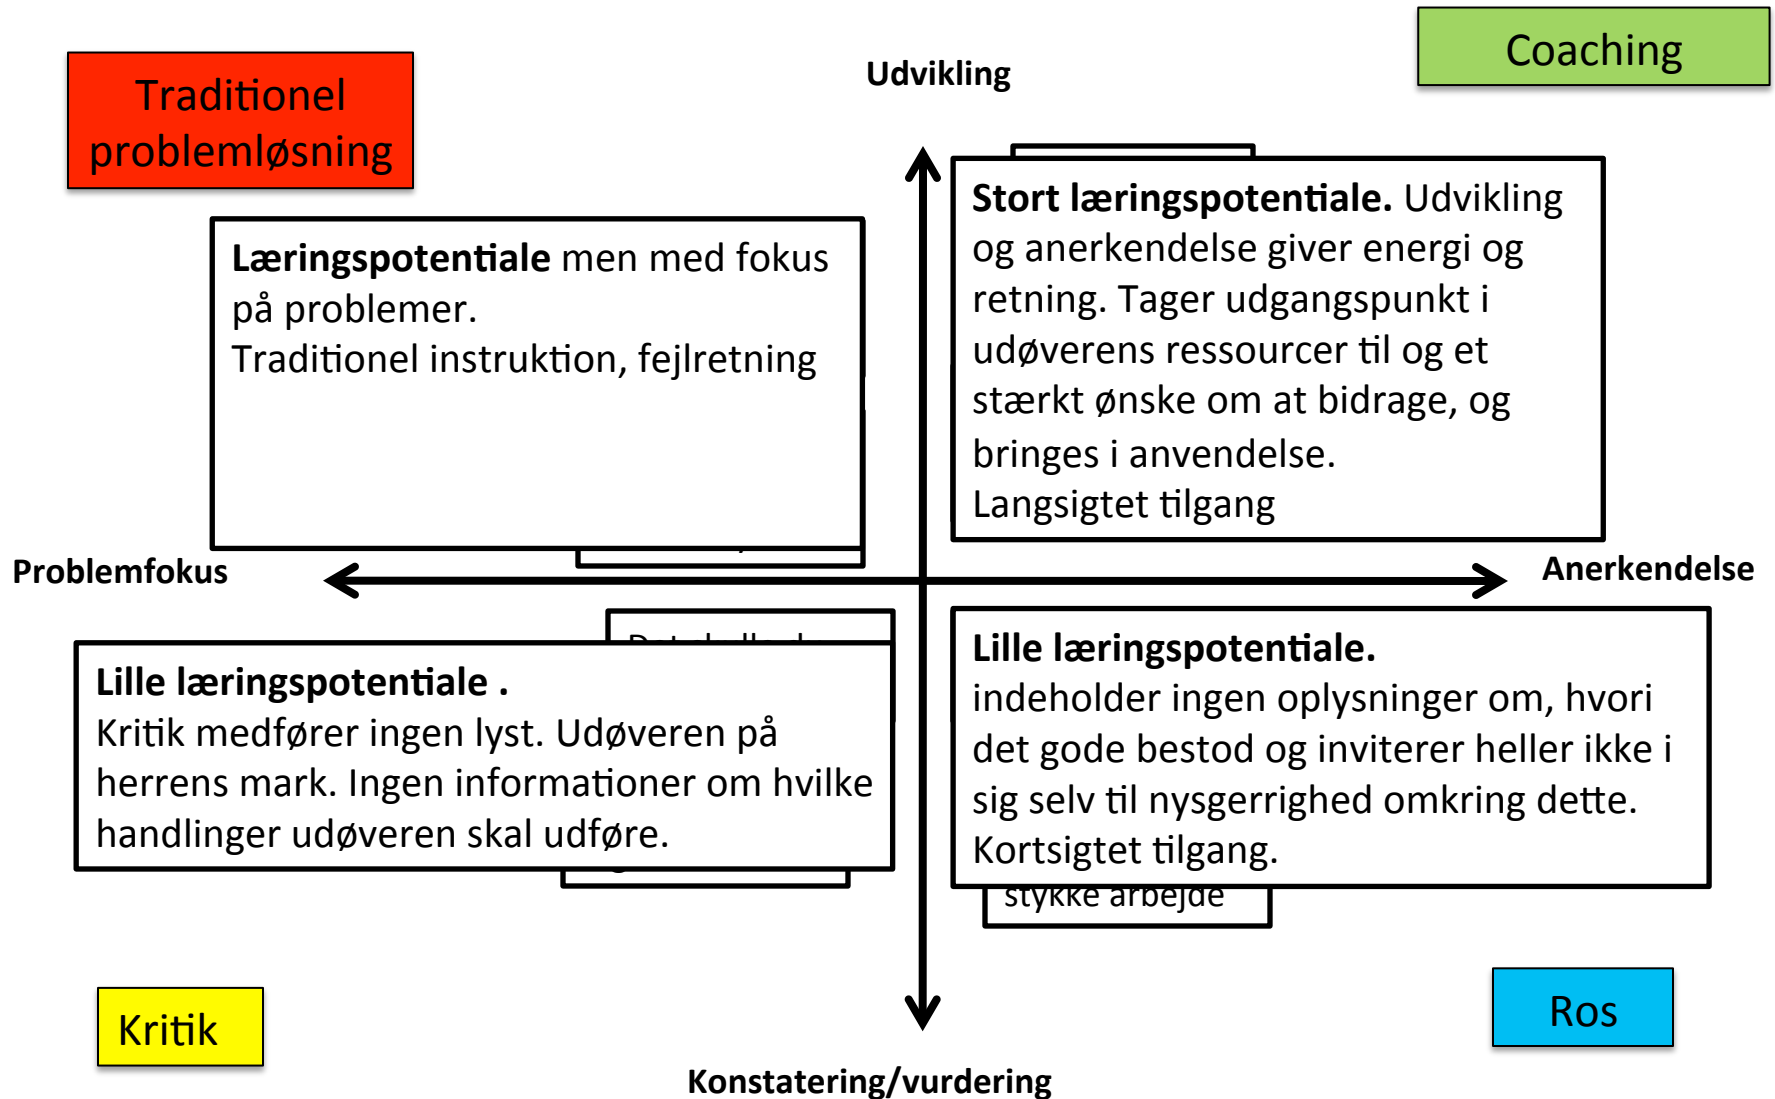 Coaching
Udvikling
Traditionel
problemløsning
Læringspotentiale men med fokus
på problemer.
Traditionel instruktion, fejlretning
Stort læringspotentiale. Udvikling
og anerkendelse giver energi og
retning. Tager udgangspunkt i
udøverens ressourcer til og et
stærkt ønske om at bidrage, og
bringes i anvendelse.
Langsigtet tilgang
Problemfokus
Anerkendelse
Lille læringspotentiale .
Kritik medfører ingen lyst. Udøveren på
herrens mark. Ingen informationer om hvilke
handlinger udøveren skal udføre.
Lille læringspotentiale.
indeholder ingen oplysninger om, hvori
det gode bestod og inviterer heller ikke i
sig selv til nysgerrighed omkring dette.
Kortsigtet tilgang.
stykke arbejde
Kritik
Ros
Konstatering/vurdering